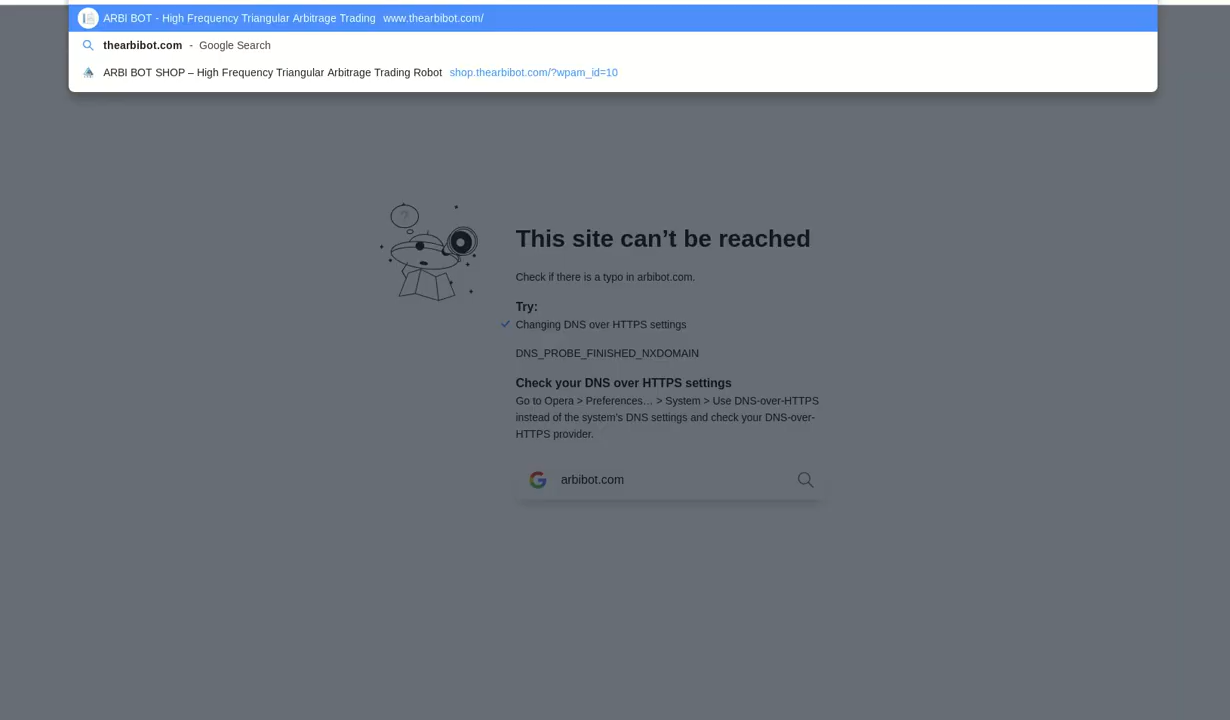 ARBI BOT - High Frequency Triangular Arbitrage Trading www.thearbibot.com/
thearbibot.com - Google Search
ARBI BOT SHOP – High Frequency Triangular Arbitrage Trading Robot shop.thearbibot.com/?wpam_id=10
?
This site can’t be reached
Check if there is a typo in arbibot.com.
Try:
Changing DNS over HTTPS settings
DNS_PROBE_FINISHED_NXDOMAIN
Check your DNS over HTTPS settings
Go to Opera > Preferences… > System > Use DNS-over-HTTPS
instead of the system’s DNS settings and check your DNS-over-
HTTPS provider.
arbibot.com